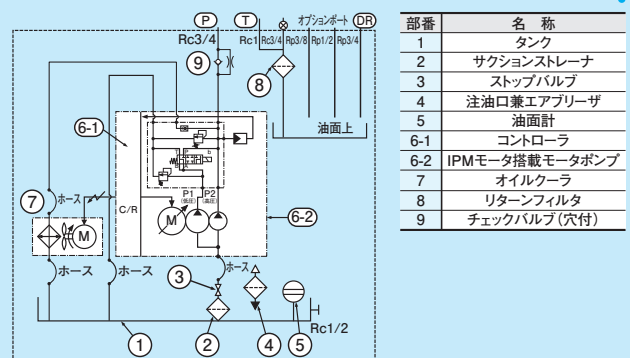 P T オプションポート DR
Rc3/4 Rc1 Rc3/4 Rp3/8 Rp1/2 Rp3/4
9
8
油面上
6-1
T P b
B A
P1 P2
(低圧) (高圧)
7 ホース
C/R
M
M
6-2
ホース ホース ホース
3
Rc1/2
1 2 4 5
部番 名 称
1 タンク
2 サクションストレーナ
3 ストップバルブ
4 注油口兼エアブリーザ
5 油面計
6-1 コントローラ
6-2 IPMモータ搭載モータポンプ
7 オイルクーラ
8 リターンフィルタ
9 チェックバルブ(穴付)